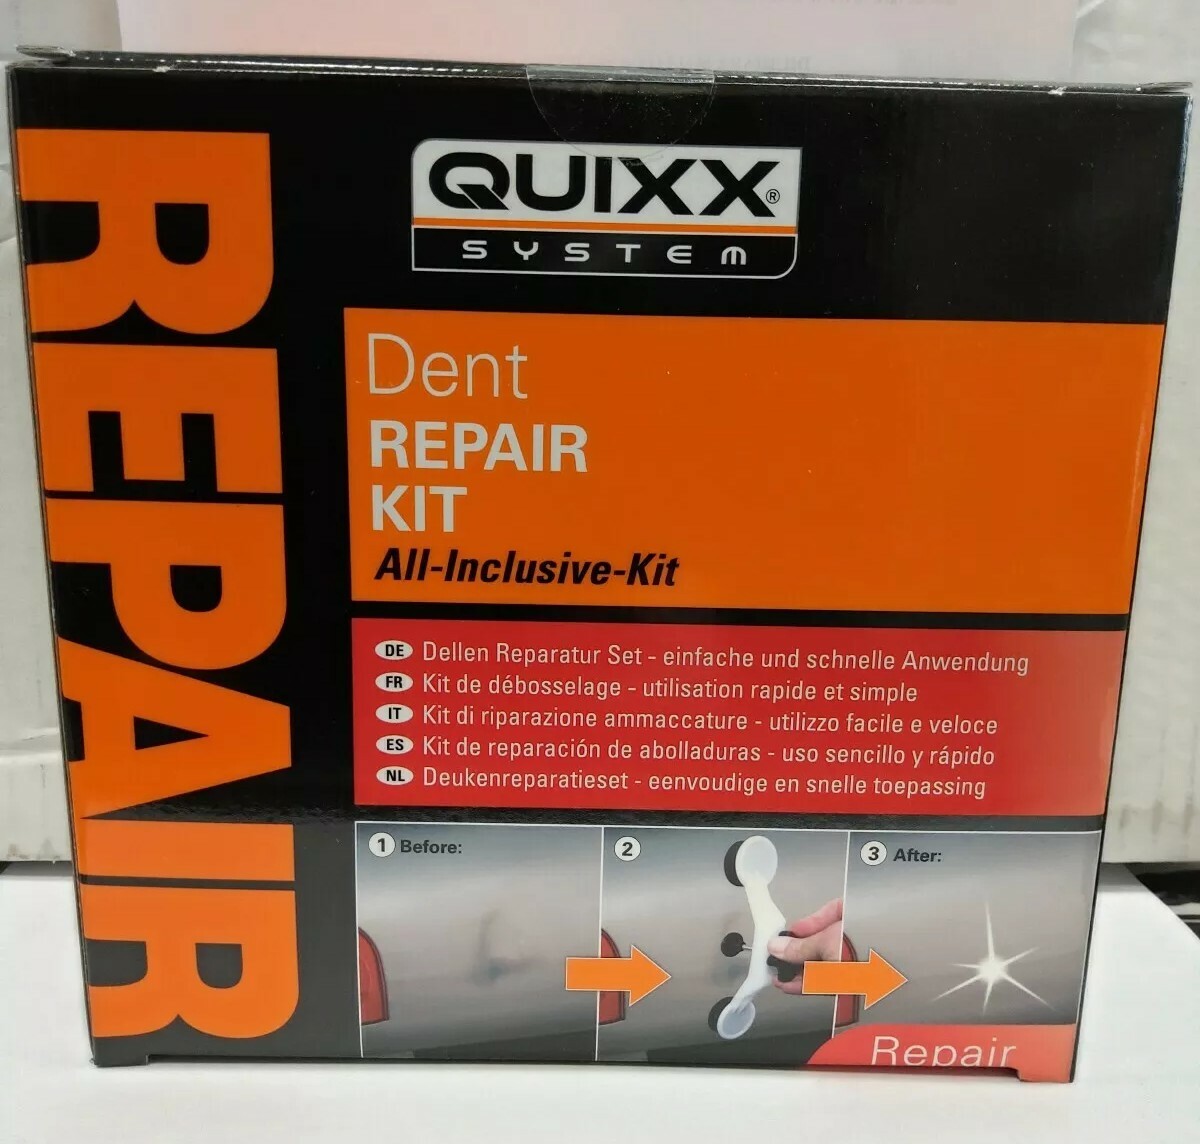 QUIXX®
SYSTEM
REPAIR
Dent
REPAIR
KIT
All-Inclusive-Kit
DE Dellen Reparatur Set - einfache und schnelle Anwendung
FR Kit de débosselage - utilisation rapide et simple
IT Kit di riparazione ammaccature - utilizzo facile e veloce
ES Kit de reparación de abolladuras - uso sencillo y rápido
NL Deukenreparatieset - eenvoudige en snelle toepassing
1 Before:
2
3 After:
Repair